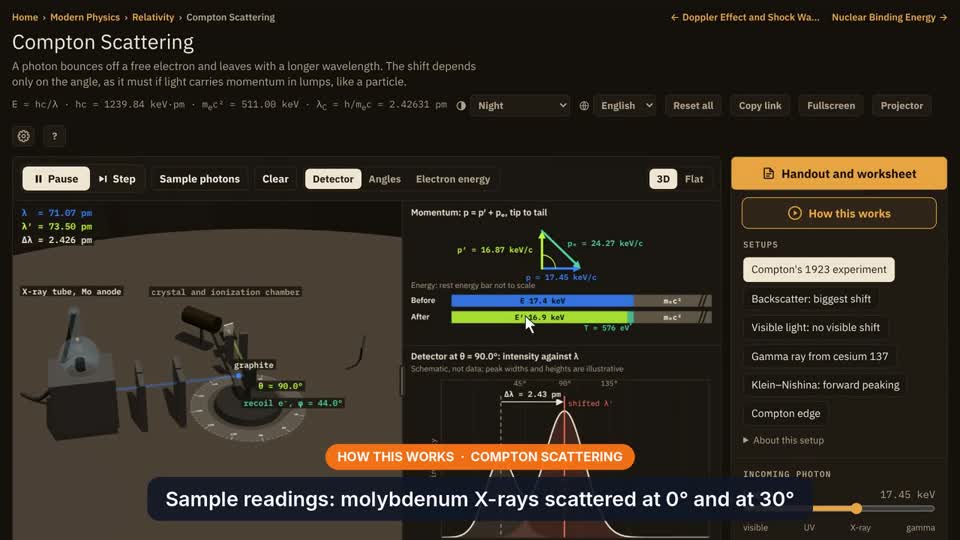 Home › Modern Physics › Relativity › Compton Scattering
← Doppler Effect and Shock Wa... Nuclear Binding Energy →
Compton Scattering
A photon bounces off a free electron and leaves with a longer wavelength. The shift depends
only on the angle, as it must if light carries momentum in lumps, like a particle.
E = hc/λ · hc = 1239.84 keV·pm · mₑc² = 511.00 keV · λC = h/mₑc = 2.42631 pm
Night
English
Reset all
Copy link
Fullscreen
Projector
?
Pause
Step
Sample photons
Clear
Detector
Angles
Electron energy
3D
Flat
λ = 71.07 pm
λ′ = 73.50 pm
Δλ = 2.426 pm
X-ray tube, Mo anode
crystal and ionization chamber
graphite
θ = 90.0°
recoil e⁻, φ = 44.0°
Momentum: p = p′ + pₑ, tip to tail
p′ = 16.87 keV/c
pₑ = 24.27 keV/c
p = 17.45 keV/c
Energy: rest energy bar not to scale
Before
E 17.4 keV
mₑc²
After
E′ 16.9 keV
mₑc²
T = 576 eV
Detector at θ = 90.0°: intensity against λ
Schematic, not data: peak widths and heights are illustrative
45° 90° 135°
Δλ = 2.43 pm
shifted λ′
Handout and worksheet
How this works
SETUPS
Compton's 1923 experiment
Backscatter: biggest shift
Visible light: no visible shift
Gamma ray from cesium 137
Klein–Nishina: forward peaking
Compton edge
About this setup
INCOMING PHOTON
17.45 keV
visible UV X-ray gamma
HOW THIS WORKS · COMPTON SCATTERING
Sample readings: molybdenum X-rays scattered at 0° and at 30°